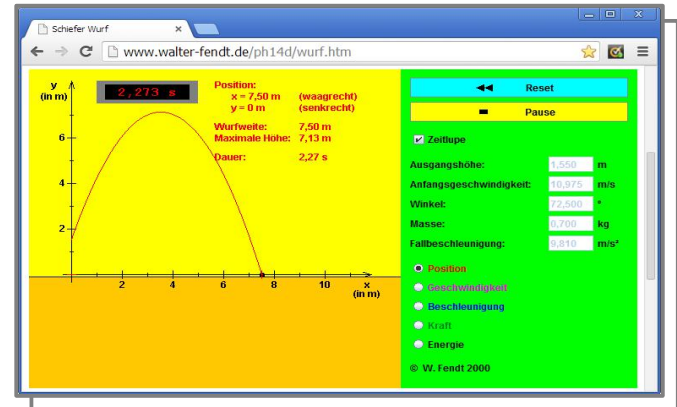 Schiefer Wurf
www.walter-fendt.de/ph14d/wurf.htm
y
(in m)
2,273 s
Position:
x = 7,50 m (waagrecht)
y = 0 m (senkrecht)
Wurfweite: 7,50 m
Maximale Höhe: 7,13 m
Dauer: 2,27 s
6
4
2
2 4 6 8 10 x
(in m)
Reset
Pause
Zeitlupe
Ausgangshöhe: 1,550 m
Anfangsgeschwindigkeit: 10,975 m/s
Winkel: 72,500 °
Masse: 0,700 kg
Fallbeschleunigung: 9,810 m/s²
Position
Geschwindigkeit
Beschleunigung
Kraft
Energie
© W. Fendt 2000